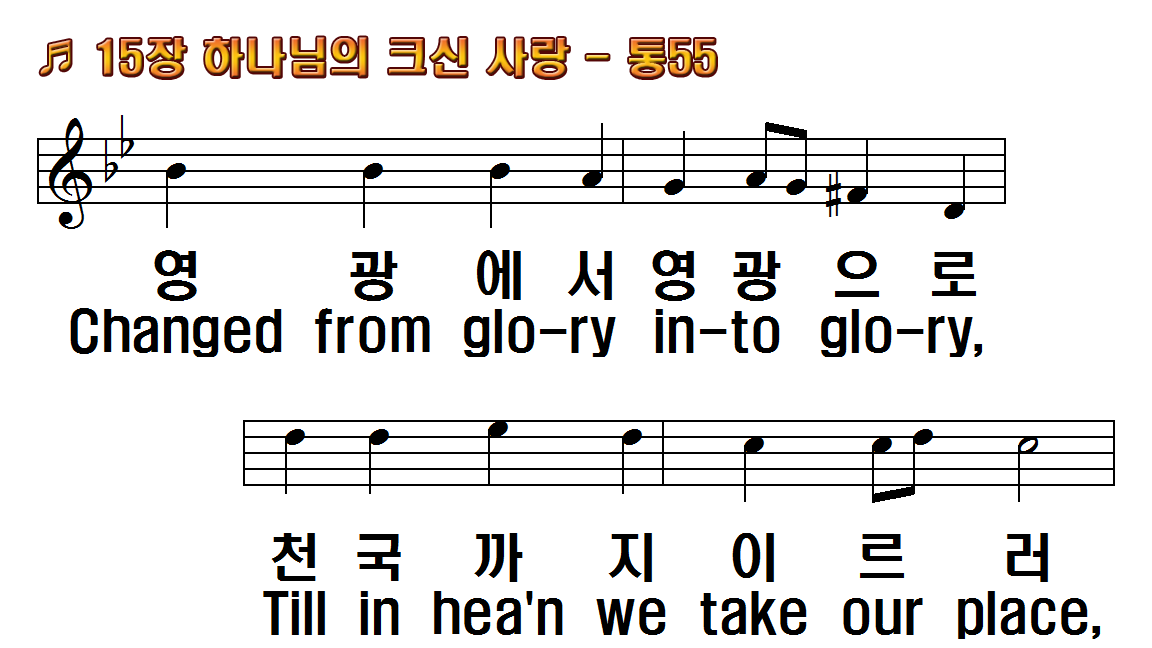 ♬ 15장 하나님의 크신 사랑 - 통55
영 광 에 서 영 광 으 로
Changed from glo-ry in-to glo-ry,
천 국 까 지 이 르 러
Till in hea'n we take our place,